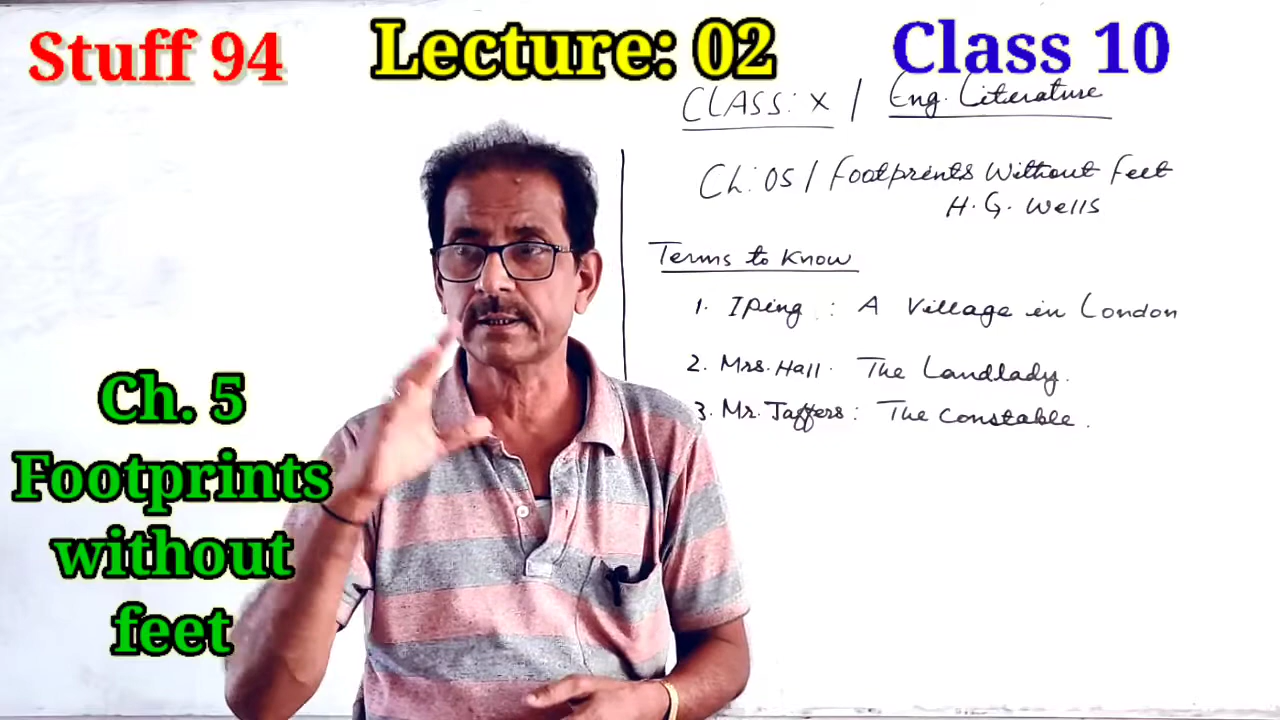 Stuff 94
Lecture: 02
Class 10
CLASS: X / Eng. Literature
Ch: 05 / Footprints Without Feet
H. G. Wells
Terms to Know
1. Iping : A Village in London
2. Mrs. Hall. The Landlady.
3. Mr. Jaffers: The Constable.
Ch. 5
Footprints
without
feet